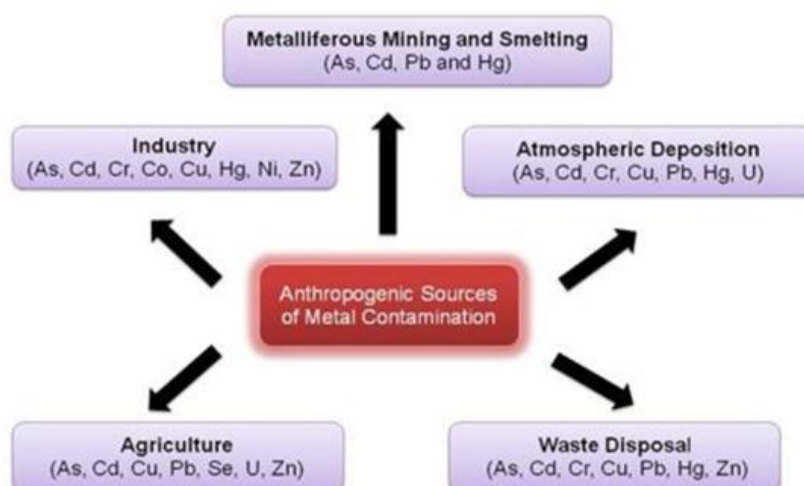 Metalliferous Mining and Smelting
(As, Cd, Pb and Hg)
Industry
(As, Cd, Cr, Co, Cu, Hg, Ni, Zn)
Atmospheric Deposition
(As, Cd, Cr, Cu, Pb, Hg, U)
Anthropogenic Sources
of Metal Contamination
Agriculture
(As, Cd, Cu, Pb, Se, U, Zn)
Waste Disposal
(As, Cd, Cr, Cu, Pb, Hg, Zn)